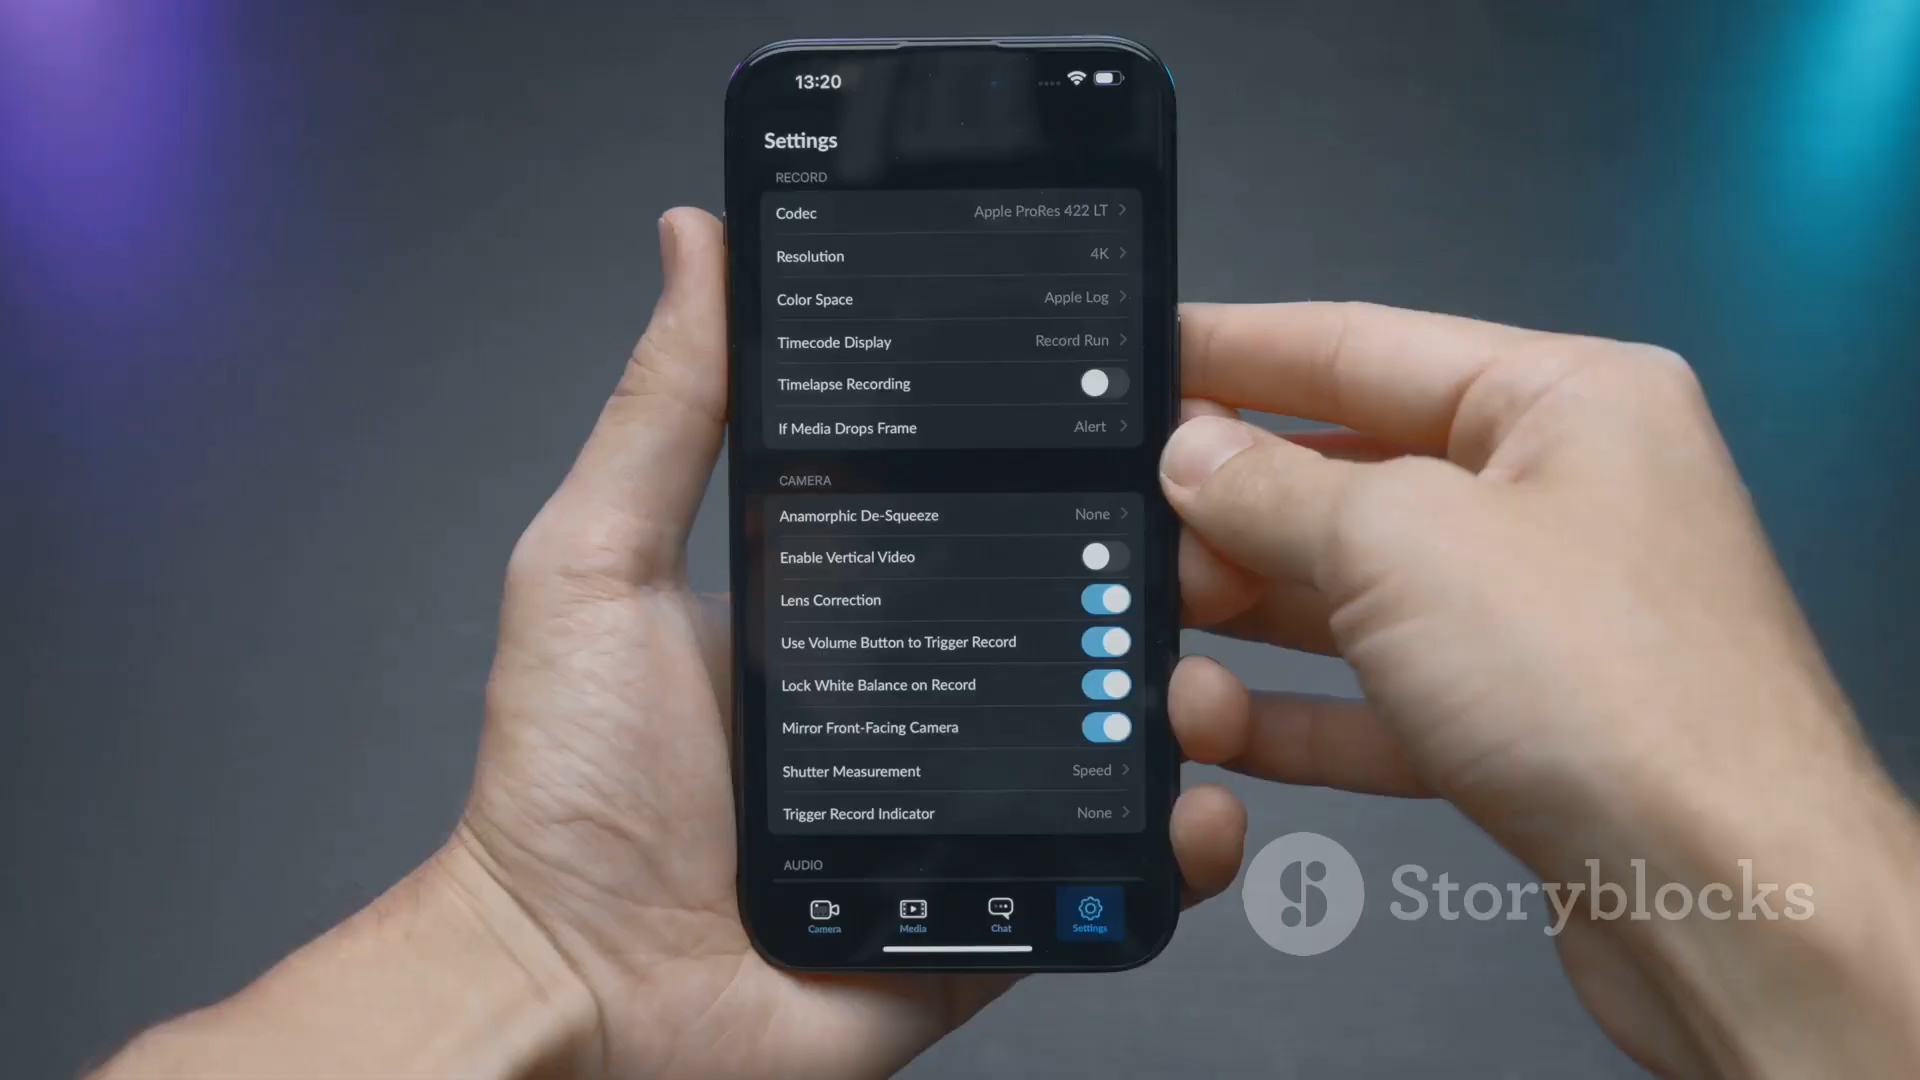 13:20
Settings
RECORD
Codec Apple ProRes 422 LT
Resolution 4K
Color Space Apple Log
Timecode Display Record Run
Timelapse Recording
If Media Drops Frame Alert
CAMERA
Anamorphic De-Squeeze None
Enable Vertical Video
Lens Correction
Use Volume Button to Trigger Record
Lock White Balance on Record
Mirror Front-Facing Camera
Shutter Measurement Speed
Trigger Record Indicator None
AUDIO
Camera Media Chat Settings
Storyblocks